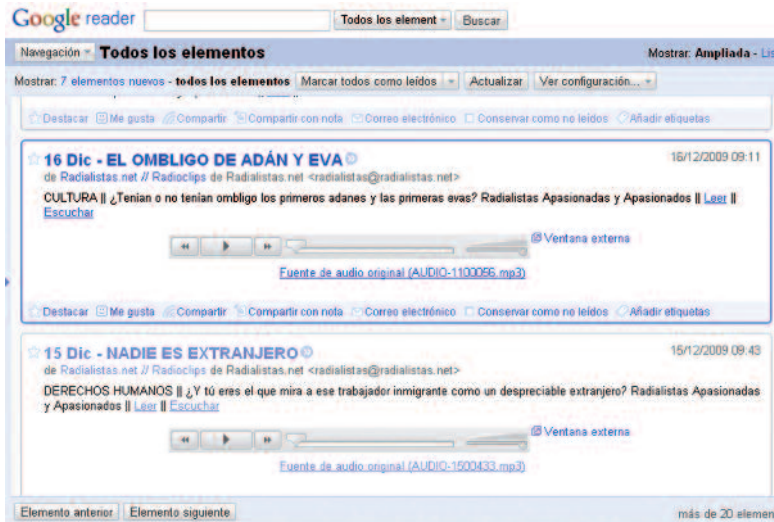 Google reader Todos los element Buscar
Navegación Todos los elementos Mostrar: Ampliada - Lis
Mostrar: 7 elementos nuevos - todos los elementos Marcar todos como leídos Actualizar Ver configuración...
Destacar Me gusta Compartir Compartir con nota Correo electrónico Conservar como no leídos Añadir etiquetas
16 Dic - EL OMBLIGO DE ADÁN Y EVA 16/12/2009 09:11
de Radialistas.net // Radioclips de Radialistas.net <radialistas@radialistas.net>
CULTURA || ¿Tenian o no tenían ombligo los primeros adanes y las primeras evas? Radialistas Apasionadas y Apasionados || Leer ||
Escuchar
Ventana externa
Fuente de audio original (AUDIO-1100056.mp3)
Destacar Me gusta Compartir Compartir con nota Correo electrónico Conservar como no leídos Añadir etiquetas
15 Dic - NADIE ES EXTRANJERO 15/12/2009 09:43
de Radialistas.net // Radioclips de Radialistas.net <radialistas@radialistas.net>
DERECHOS HUMANOS || ¿Y tú eres el que mira a ese trabajador inmigrante como un despreciable extranjero? Radialistas Apasionadas
y Apasionados || Leer || Escuchar
Ventana externa
Fuente de audio original (AUDIO-1500433.mp3)
Elemento anterior Elemento siguiente más de 20 elemen